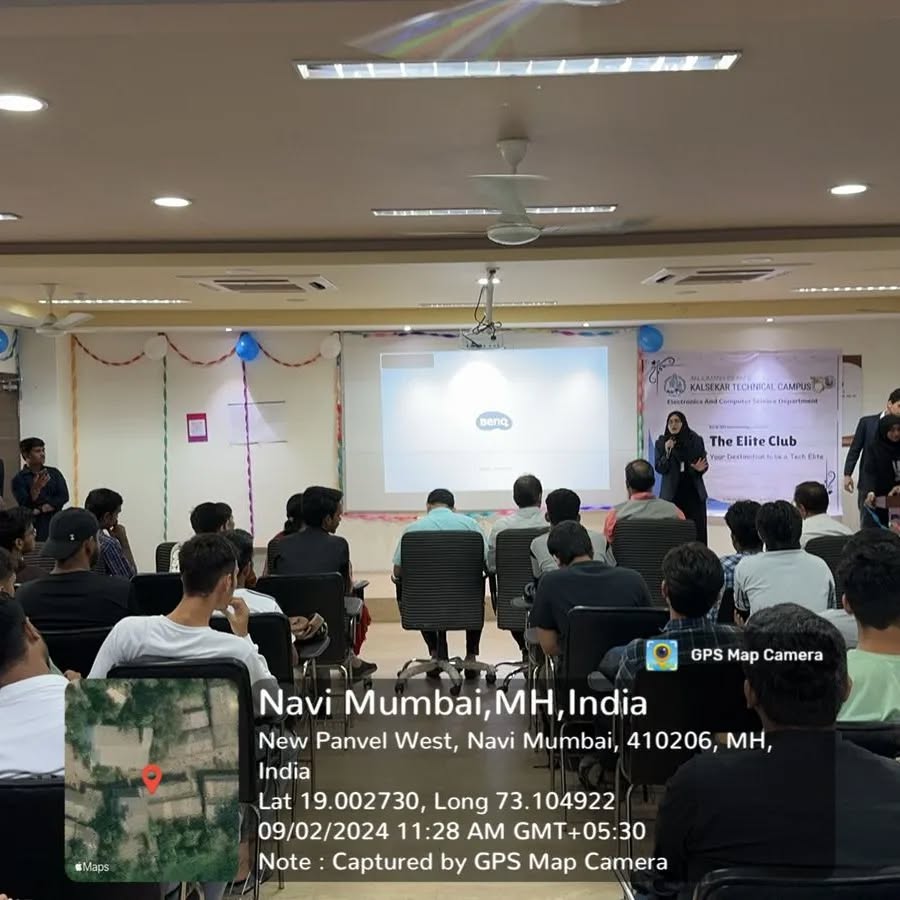 BenQ
ANJUMAN-I-ISLAM'S
KALSEKAR TECHNICAL CAMPUS
Electronics And Computer Science Department
The Elite Club
Your Destination to be a Tech Elite
GPS Map Camera
Navi Mumbai,MH,India
New Panvel West, Navi Mumbai, 410206, MH,
India
Lat 19.002730, Long 73.104922
09/02/2024 11:28 AM GMT+05:30
Note : Captured by GPS Map Camera
Maps